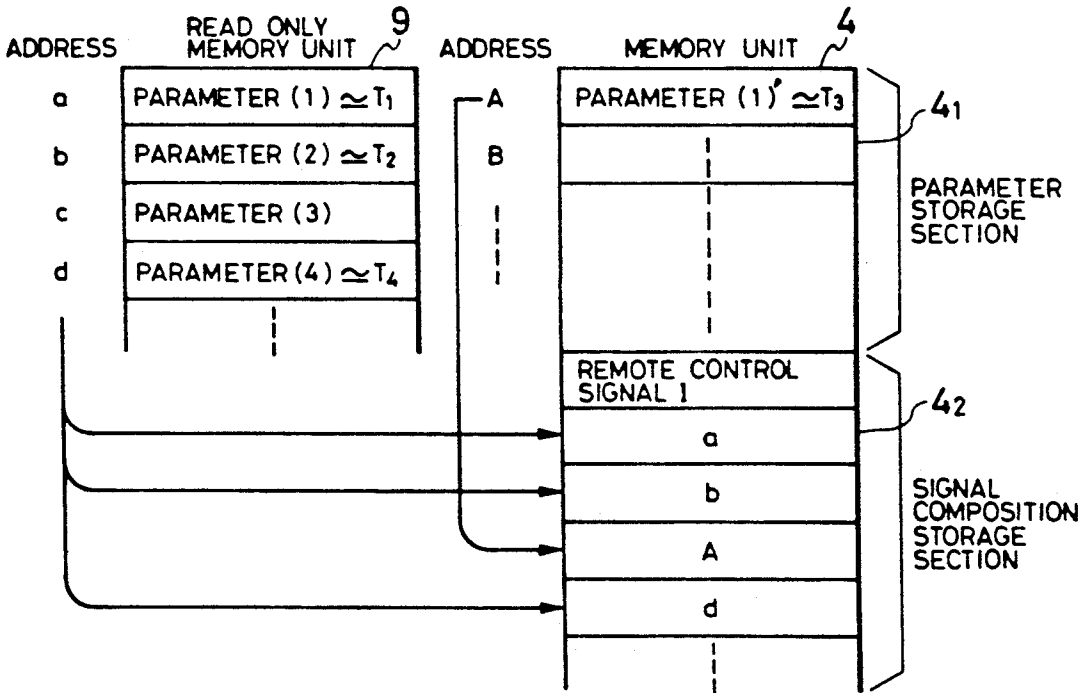 ADDRESS
READ ONLY
MEMORY UNIT
9
a
PARAMETER (1) ≃T1
b
PARAMETER (2) ≃T2
c
PARAMETER (3)
d
PARAMETER (4) ≃T4
ADDRESS
MEMORY UNIT
4
A
PARAMETER (1)' ≃T3
B
41
PARAMETER
STORAGE
SECTION
REMOTE CONTROL
SIGNAL 1
42
a
b
A
d
SIGNAL
COMPOSITION
STORAGE
SECTION